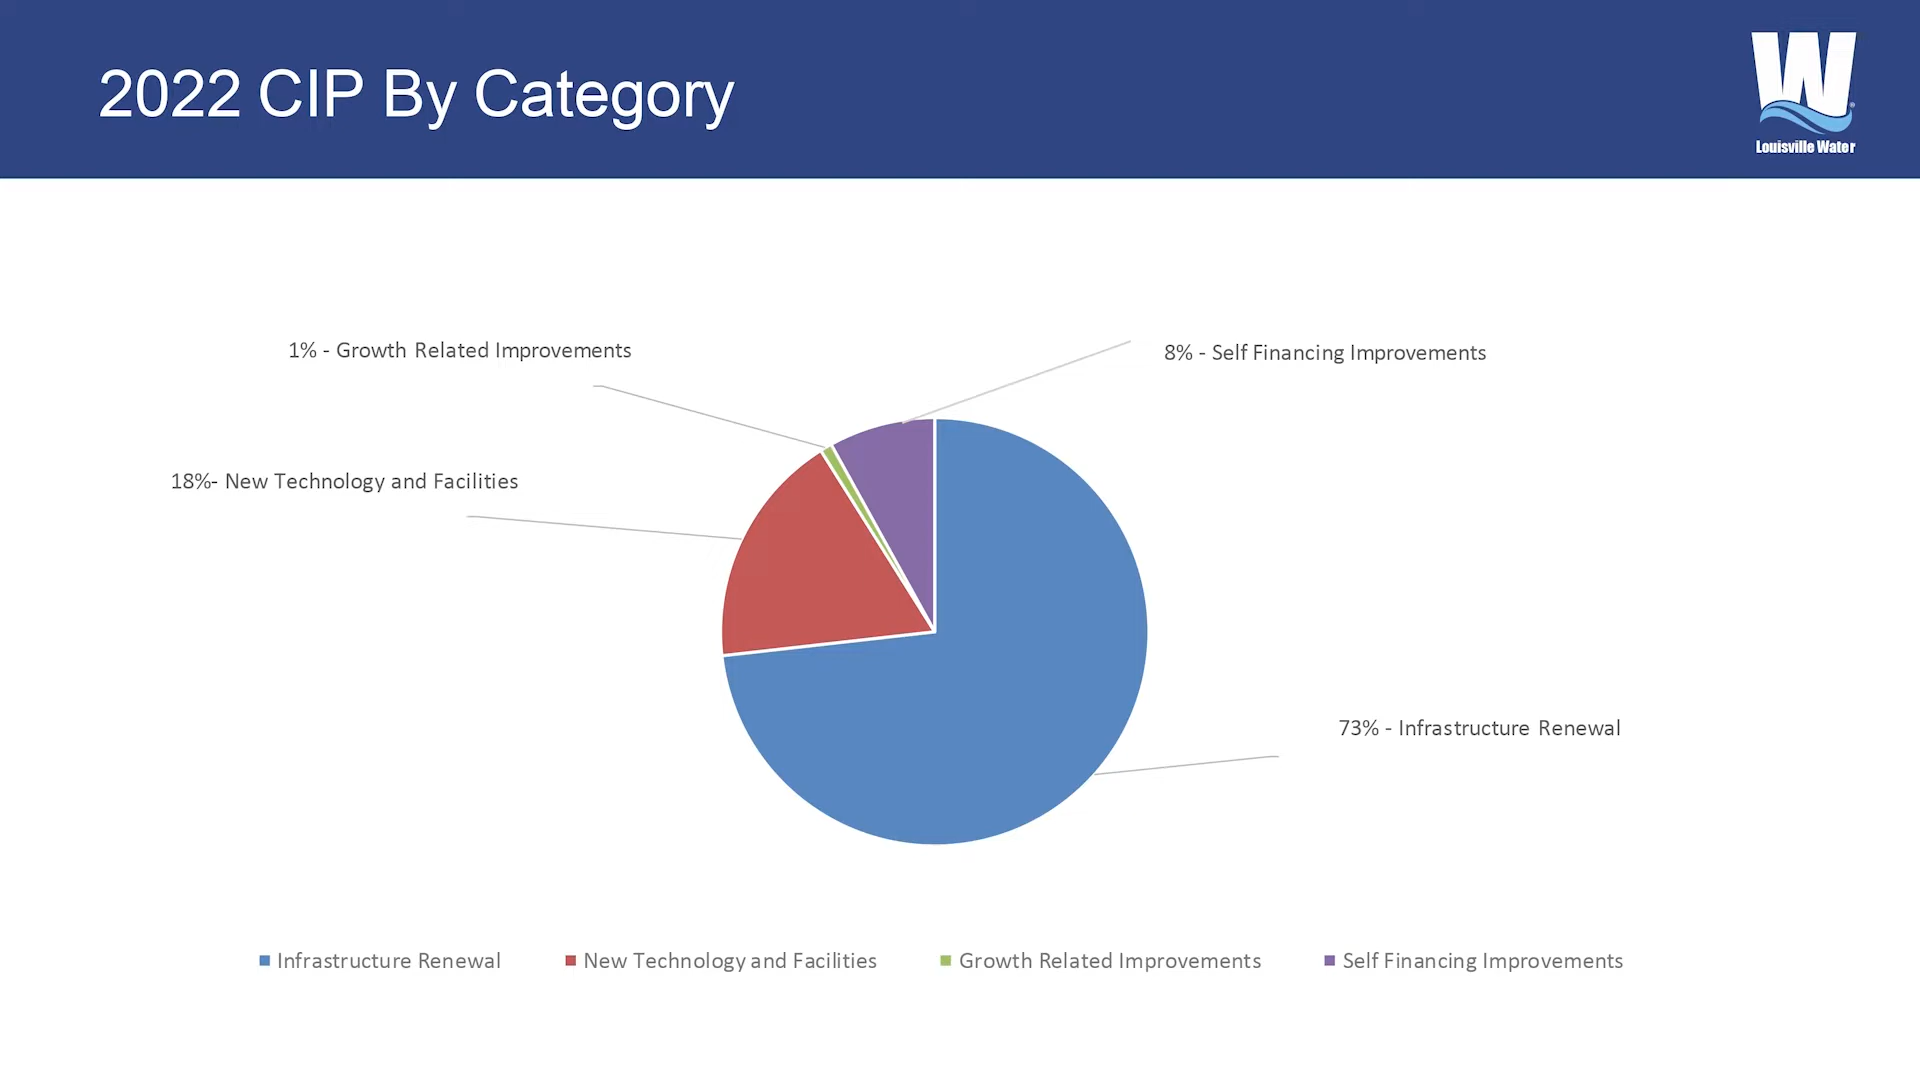 2022 CIP By Category
W
Louisville Water
1% - Growth Related Improvements
8% - Self Financing Improvements
18%- New Technology and Facilities
73% - Infrastructure Renewal
Infrastructure Renewal
New Technology and Facilities
Growth Related Improvements
Self Financing Improvements